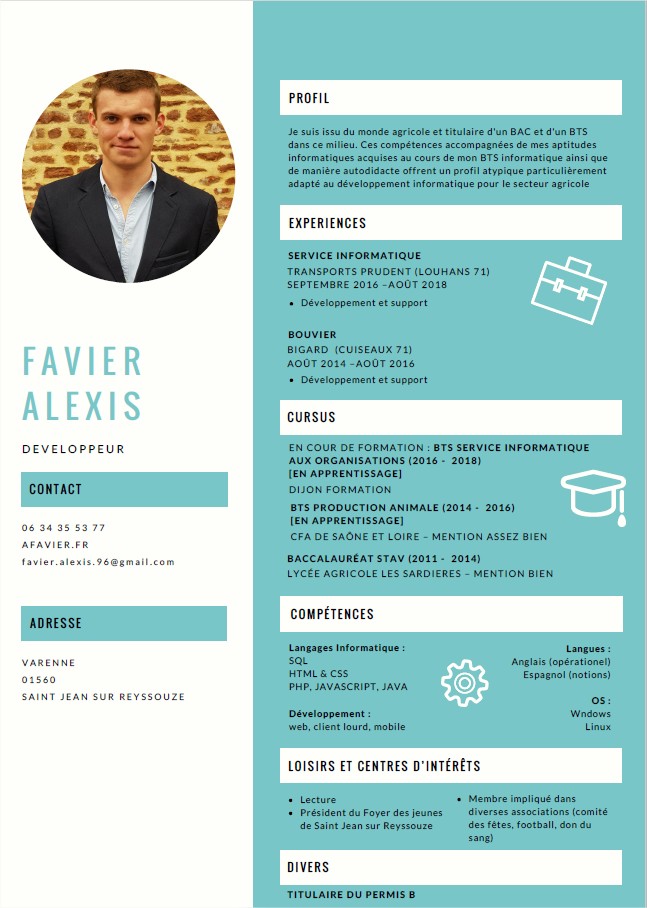 FAVIER
ALEXIS
DEVELOPPEUR
CONTACT
06 34 35 53 77
AFAVIER.FR
favier.alexis.96@gmail.com
ADRESSE
VARENNE
01560
SAINT JEAN SUR REYSSOUZE
PROFIL
Je suis issu du monde agricole et titulaire d'un BAC et d'un BTS
dans ce milieu. Ces compétences accompagnées de mes aptitudes
informatiques acquises au cours de mon BTS informatique ainsi que
de manière autodidacte offrent un profil atypique particulièrement
adapté au développement informatique pour le secteur agricole
EXPERIENCES
SERVICE INFORMATIQUE
TRANSPORTS PRUDENT (LOUHANS 71)
SEPTEMBRE 2016 –AOÛT 2018
• Développement et support
BOUVIER
BIGARD (CUISEAUX 71)
AOÛT 2014 –AOÛT 2016
• Développement et support
CURSUS
EN COUR DE FORMATION : BTS SERVICE INFORMATIQUE
AUX ORGANISATIONS (2016 - 2018)
[EN APPRENTISSAGE]
DIJON FORMATION
BTS PRODUCTION ANIMALE (2014 - 2016)
[EN APPRENTISSAGE]
CFA DE SAÔNE ET LOIRE – MENTION ASSEZ BIEN
BACCALAURÉAT STAV (2011 - 2014)
LYCÉE AGRICOLE LES SARDIERES – MENTION BIEN
COMPÉTENCES
Langages Informatique :
SQL
HTML & CSS
PHP, JAVASCRIPT, JAVA
Développement :
web, client lourd, mobile
Langues :
Anglais (opérationel)
Espagnol (notions)
OS :
Wndows
Linux
LOISIRS ET CENTRES D'INTÉRÊTS
• Lecture
• Président du Foyer des jeunes
de Saint Jean sur Reyssouze
• Membre impliqué dans
diverses associations (comité
des fêtes, football, don du
sang)
DIVERS
TITULAIRE DU PERMIS B